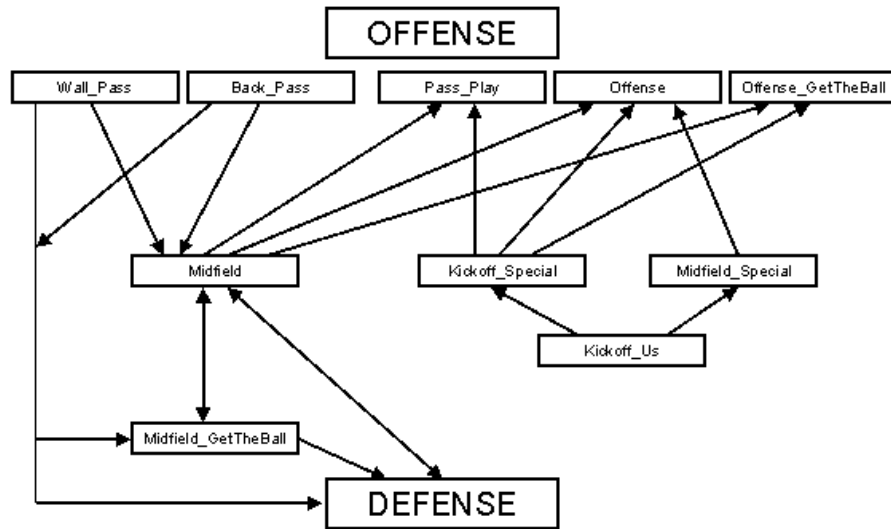 OFFENSE
Wall_Pass
Back_Pass
Pass_Play
Offense
Offense_GetTheBall
Midfield
Kickoff_Special
Midfield_Special
Kickoff_Us
Midfield_GetTheBall
DEFENSE